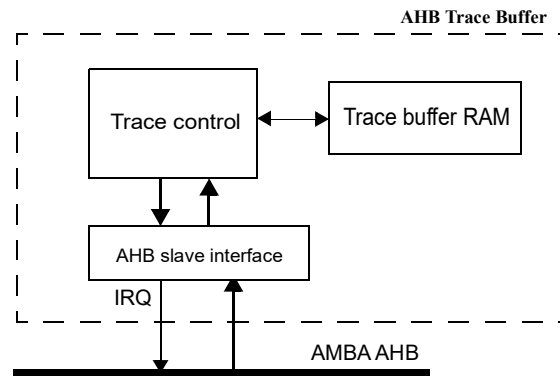 AHB Trace Buffer
Trace control
Trace buffer RAM
AHB slave interface
IRQ
AMBA AHB